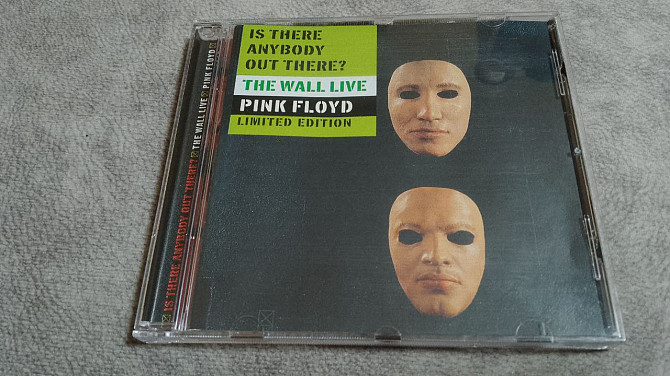 IS THERE
ANYBODY
OUT THERE?
THE WALL LIVE
PINK FLOYD
LIMITED EDITION
IS THERE ANYBODY OUT THERE? THE WALL LIVE PINK FLOYD